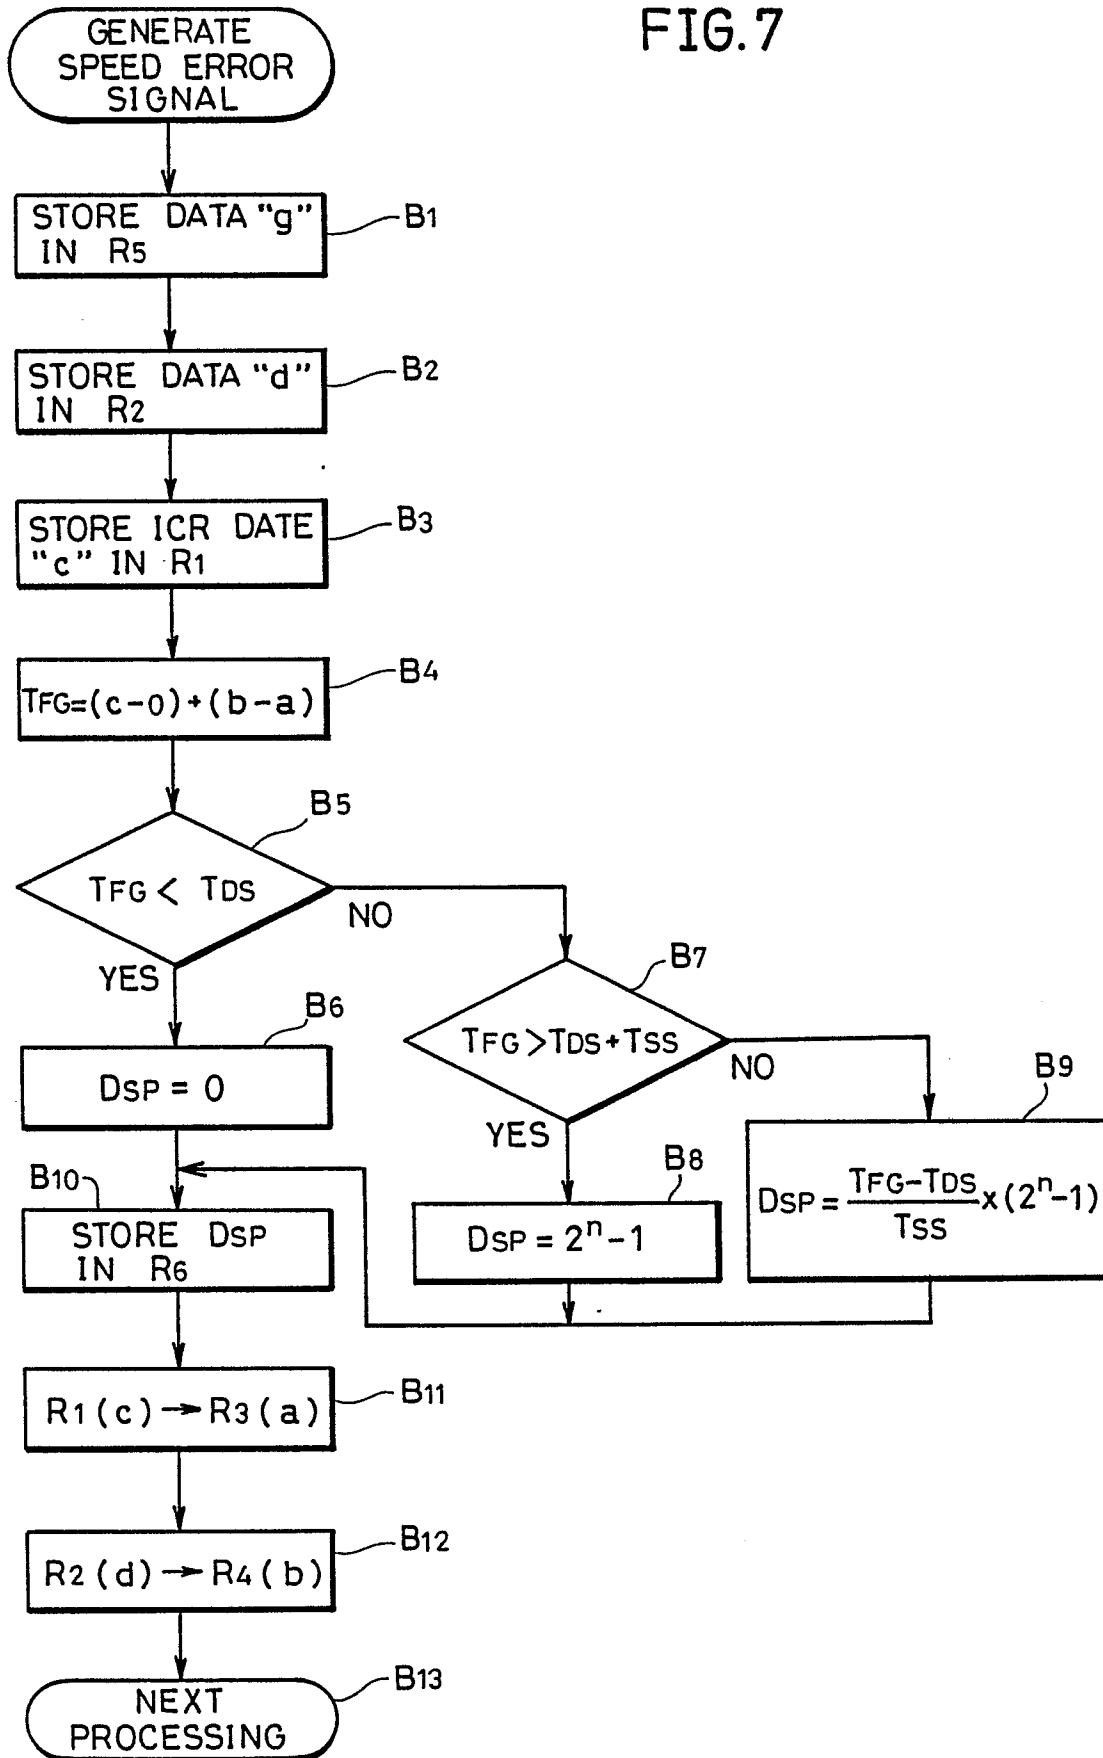 FIG.7
GENERATE
SPEED ERROR
SIGNAL
STORE DATA "g"
IN R5
B1
STORE DATA "d"
IN R2
B2
STORE ICR DATE
"c" IN R1
B3
TFG=(c-0)+(b-a)
B4
TFG < TDS
B5
NO
YES
B6
DSP = 0
B7
TFG>TDS+TSS
NO
YES
B8
DSP = 2ⁿ-1
B9
DSP = TFG-TDS/TSS x(2ⁿ-1)
B10
STORE DSP
IN R6
R1(c)→R3(a)
B11
R2(d)→R4(b)
B12
NEXT
PROCESSING
B13